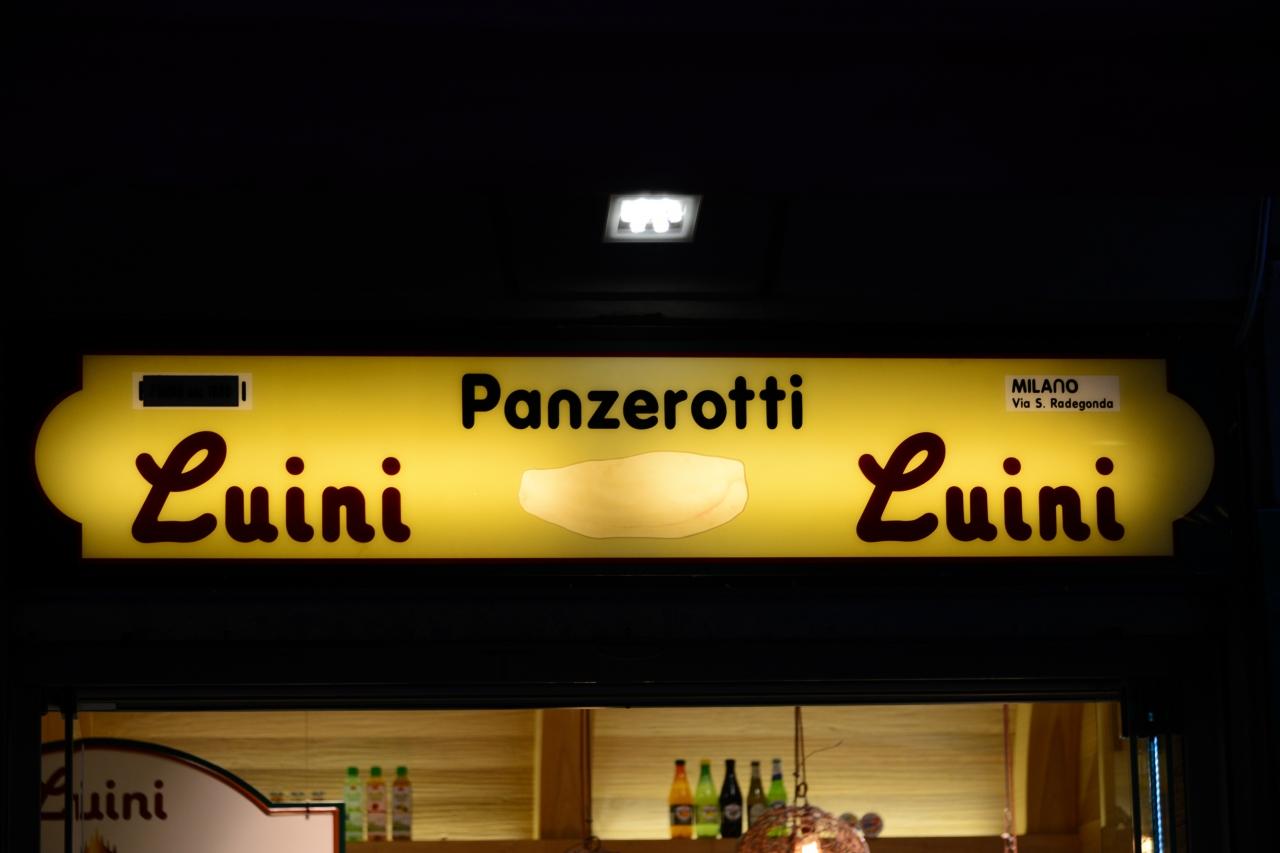 Panzerotti
MILANO
Via S. Radegonda
Luini
Luini
Luini